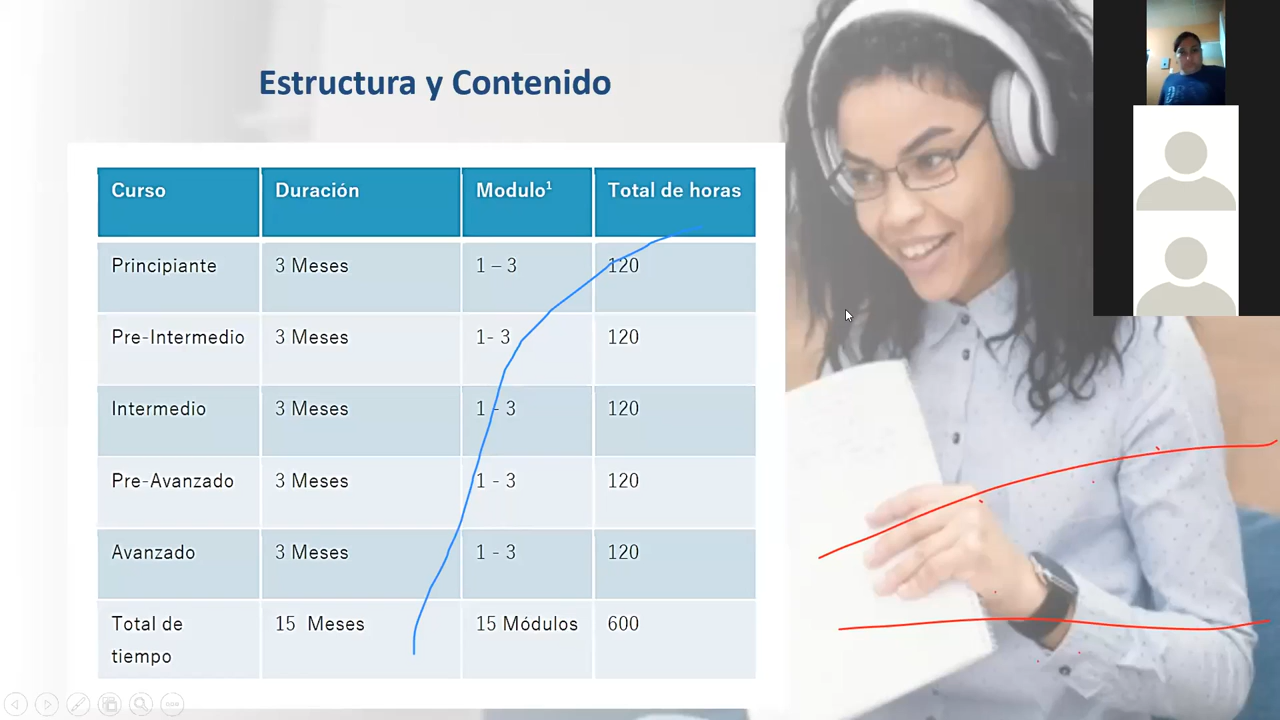 Estructura y Contenido
Curso Duración Modulo¹ Total de horas
Principiante 3 Meses 1 – 3 120
Pre-Intermedio 3 Meses 1- 3 120
Intermedio 3 Meses 1 - 3 120
Pre-Avanzado 3 Meses 1 - 3 120
Avanzado 3 Meses 1 - 3 120
Total de tiempo 15 Meses 15 Módulos 600